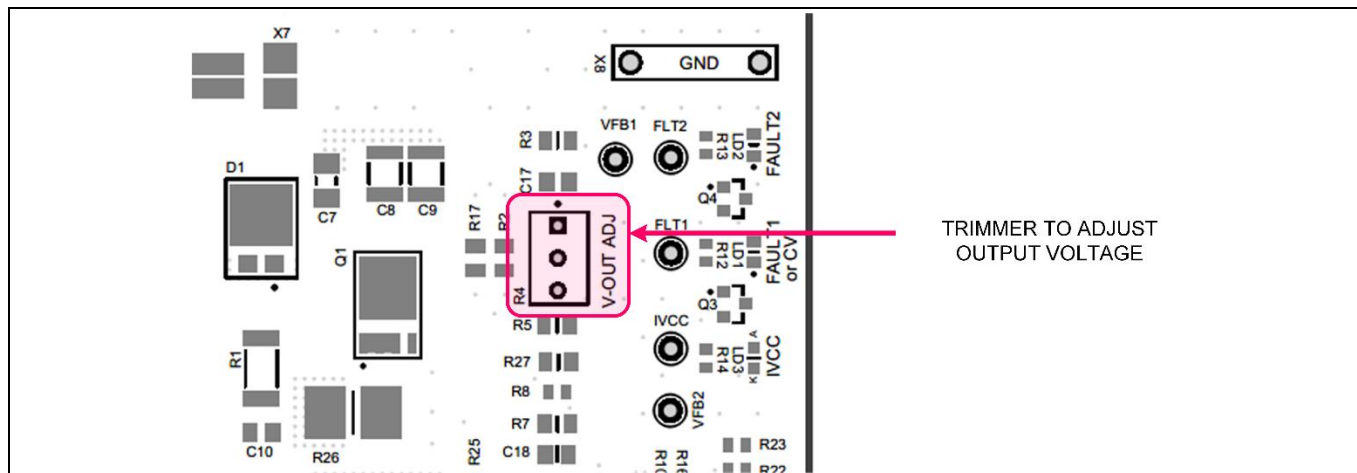 X7
X8
GND
R3
VFB1
FLT2
R13
LD2
FAULT2
D1
C17
Q4
C7
C8
C9
R17
R2
FLT1
V-OUT ADJ
R4
R12
LD1
FAULT1
or CV
TRIMMER TO ADJUST
OUTPUT VOLTAGE
Q1
Q3
R5
IVCC
R14
LD3
A
K
IVCC
R1
R27
R8
VFB2
R7
C10
R26
R25
C18
R16
R23
R22